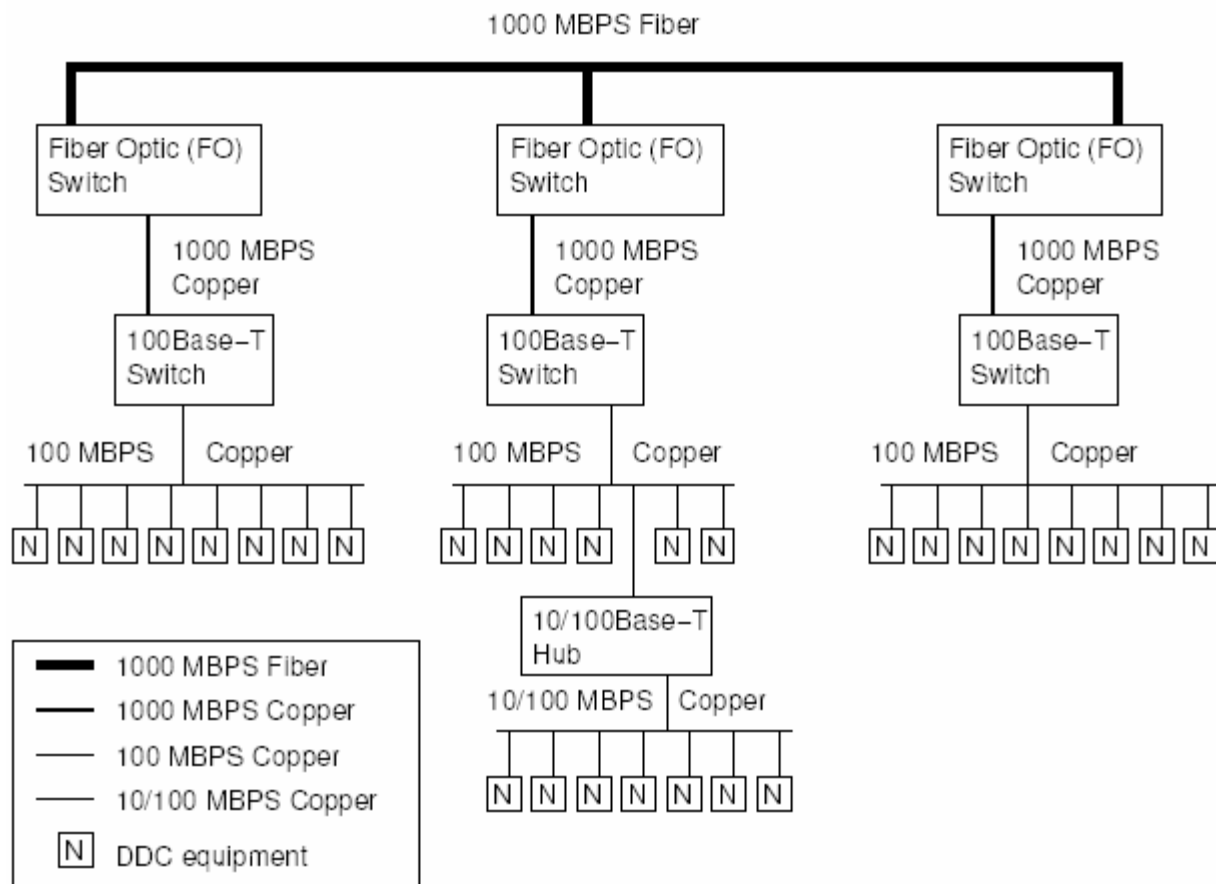 1000 MBPS Fiber
Fiber Optic (FO)
Switch
Fiber Optic (FO)
Switch
Fiber Optic (FO)
Switch
1000 MBPS
Copper
1000 MBPS
Copper
1000 MBPS
Copper
100Base-T
Switch
100Base-T
Switch
100Base-T
Switch
100 MBPS Copper
100 MBPS Copper
100 MBPS Copper
N N N N N N N N
N N N N N N
N N N N N N N N
10/100Base-T
Hub
10/100 MBPS Copper
N N N N N N N
1000 MBPS Fiber
1000 MBPS Copper
100 MBPS Copper
10/100 MBPS Copper
N DDC equipment